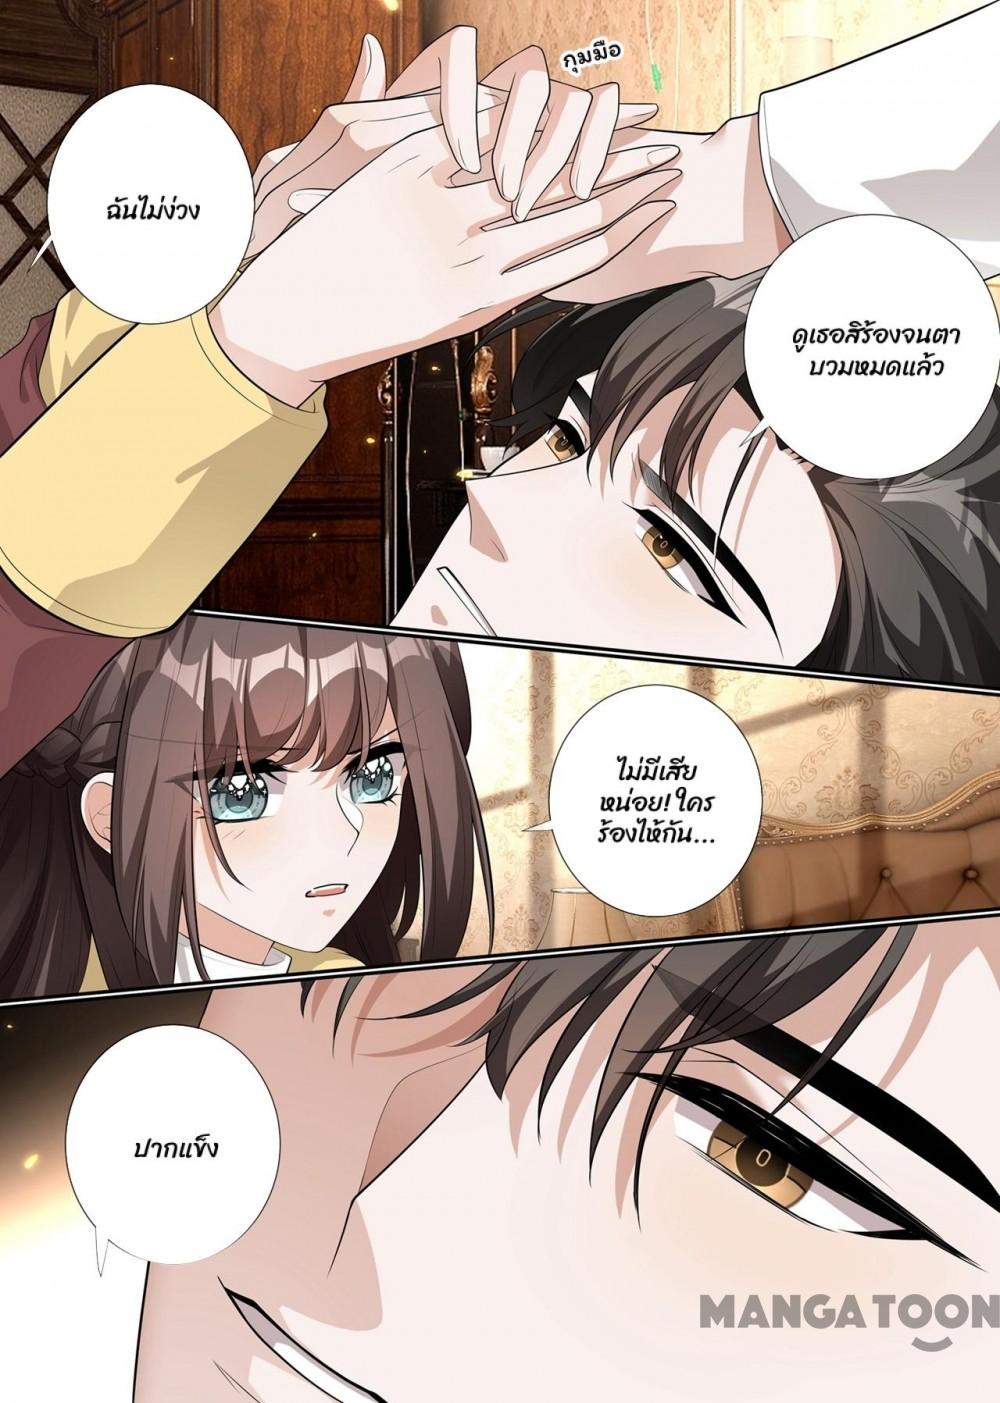 กุมมือ
ฉันไม่ง่วง
ดูเธอสิร้องจนตา
บวมหมดแล้ว
ไม่มีเสีย
หน่อย! ใคร
ร้องไห้กัน...
ปากแข็ง
MANGA TOON